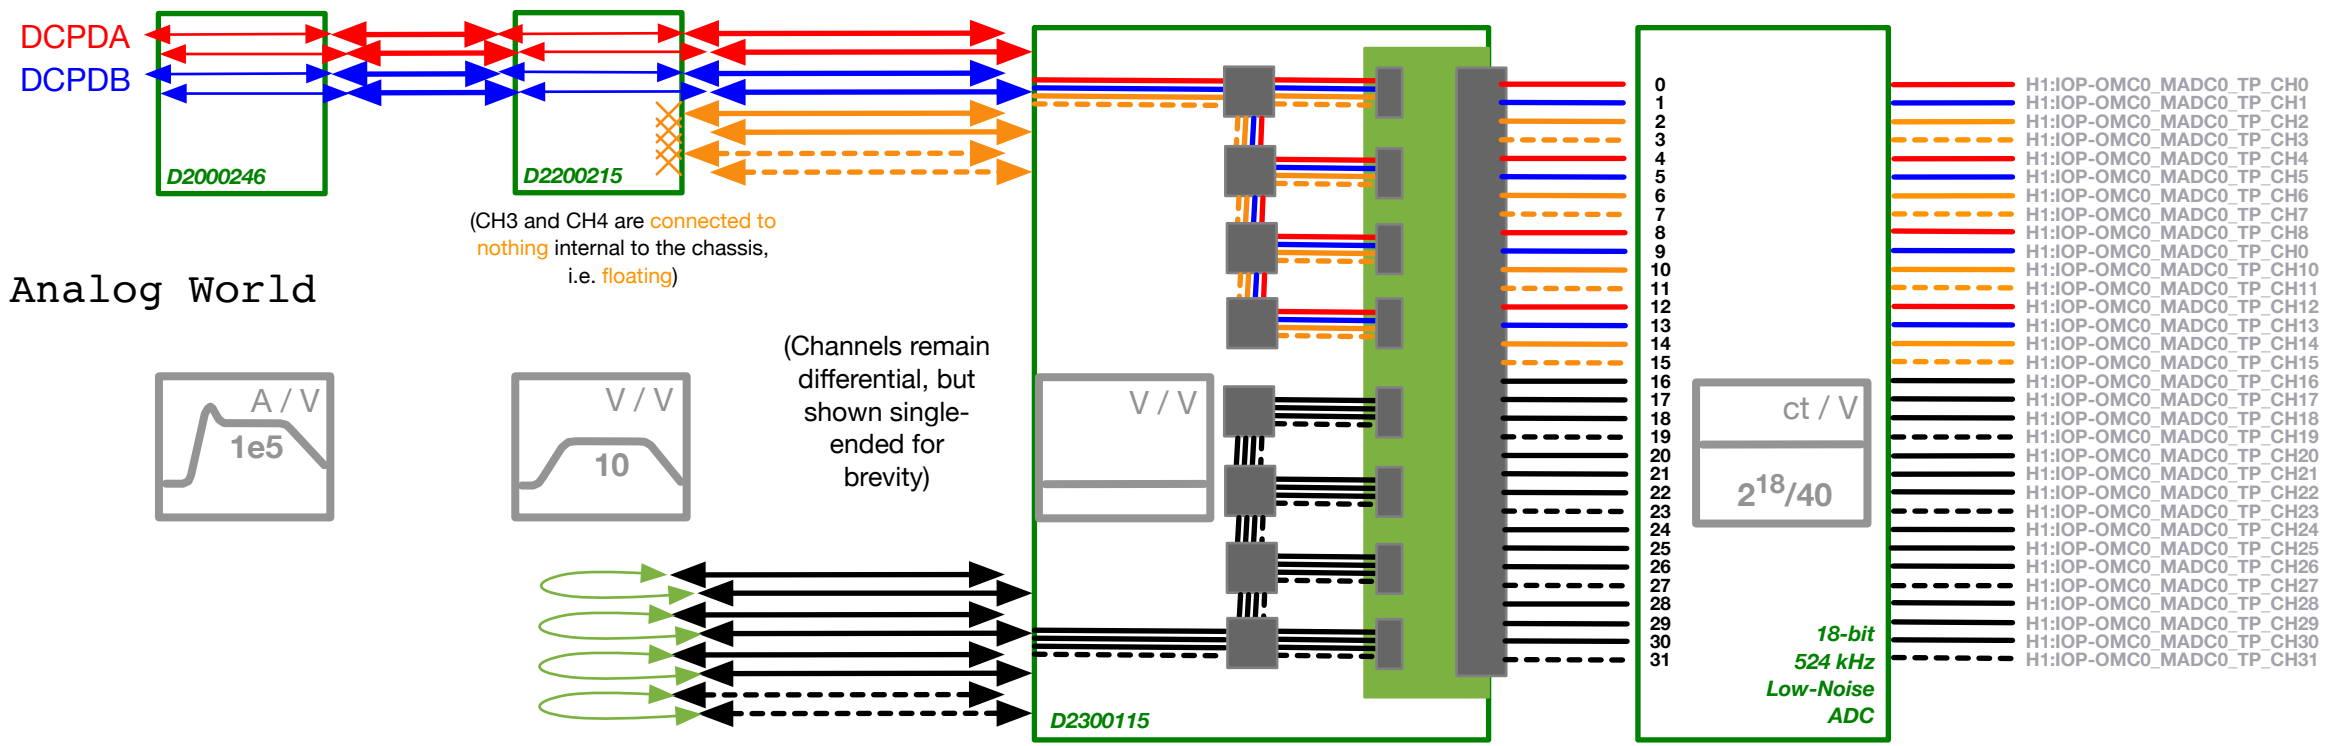 DCPDA
DCPDB
D2000246
D2200215
(CH3 and CH4 are connected to
nothing internal to the chassis,
i.e. floating)
Analog World
(Channels remain
differential, but
shown single-
ended for
brevity)
A / V
1e5
V / V
10
V / V
D2300115
0
1
2
3
4
5
6
7
8
9
10
11
12
13
14
15
16
17
18
19
20
21
22
23
24
25
26
27
28
29
30
31
ct / V
2^18/40
18-bit
524 kHz
Low-Noise
ADC
H1:IOP-OMC0_MADC0_TP_CH0
H1:IOP-OMC0_MADC0_TP_CH1
H1:IOP-OMC0_MADC0_TP_CH2
H1:IOP-OMC0_MADC0_TP_CH3
H1:IOP-OMC0_MADC0_TP_CH4
H1:IOP-OMC0_MADC0_TP_CH5
H1:IOP-OMC0_MADC0_TP_CH6
H1:IOP-OMC0_MADC0_TP_CH7
H1:IOP-OMC0_MADC0_TP_CH8
H1:IOP-OMC0_MADC0_TP_CH0
H1:IOP-OMC0_MADC0_TP_CH10
H1:IOP-OMC0_MADC0_TP_CH11
H1:IOP-OMC0_MADC0_TP_CH12
H1:IOP-OMC0_MADC0_TP_CH13
H1:IOP-OMC0_MADC0_TP_CH14
H1:IOP-OMC0_MADC0_TP_CH15
H1:IOP-OMC0_MADC0_TP_CH16
H1:IOP-OMC0_MADC0_TP_CH17
H1:IOP-OMC0_MADC0_TP_CH18
H1:IOP-OMC0_MADC0_TP_CH19
H1:IOP-OMC0_MADC0_TP_CH20
H1:IOP-OMC0_MADC0_TP_CH21
H1:IOP-OMC0_MADC0_TP_CH22
H1:IOP-OMC0_MADC0_TP_CH23
H1:IOP-OMC0_MADC0_TP_CH24
H1:IOP-OMC0_MADC0_TP_CH25
H1:IOP-OMC0_MADC0_TP_CH26
H1:IOP-OMC0_MADC0_TP_CH27
H1:IOP-OMC0_MADC0_TP_CH28
H1:IOP-OMC0_MADC0_TP_CH29
H1:IOP-OMC0_MADC0_TP_CH30
H1:IOP-OMC0_MADC0_TP_CH31